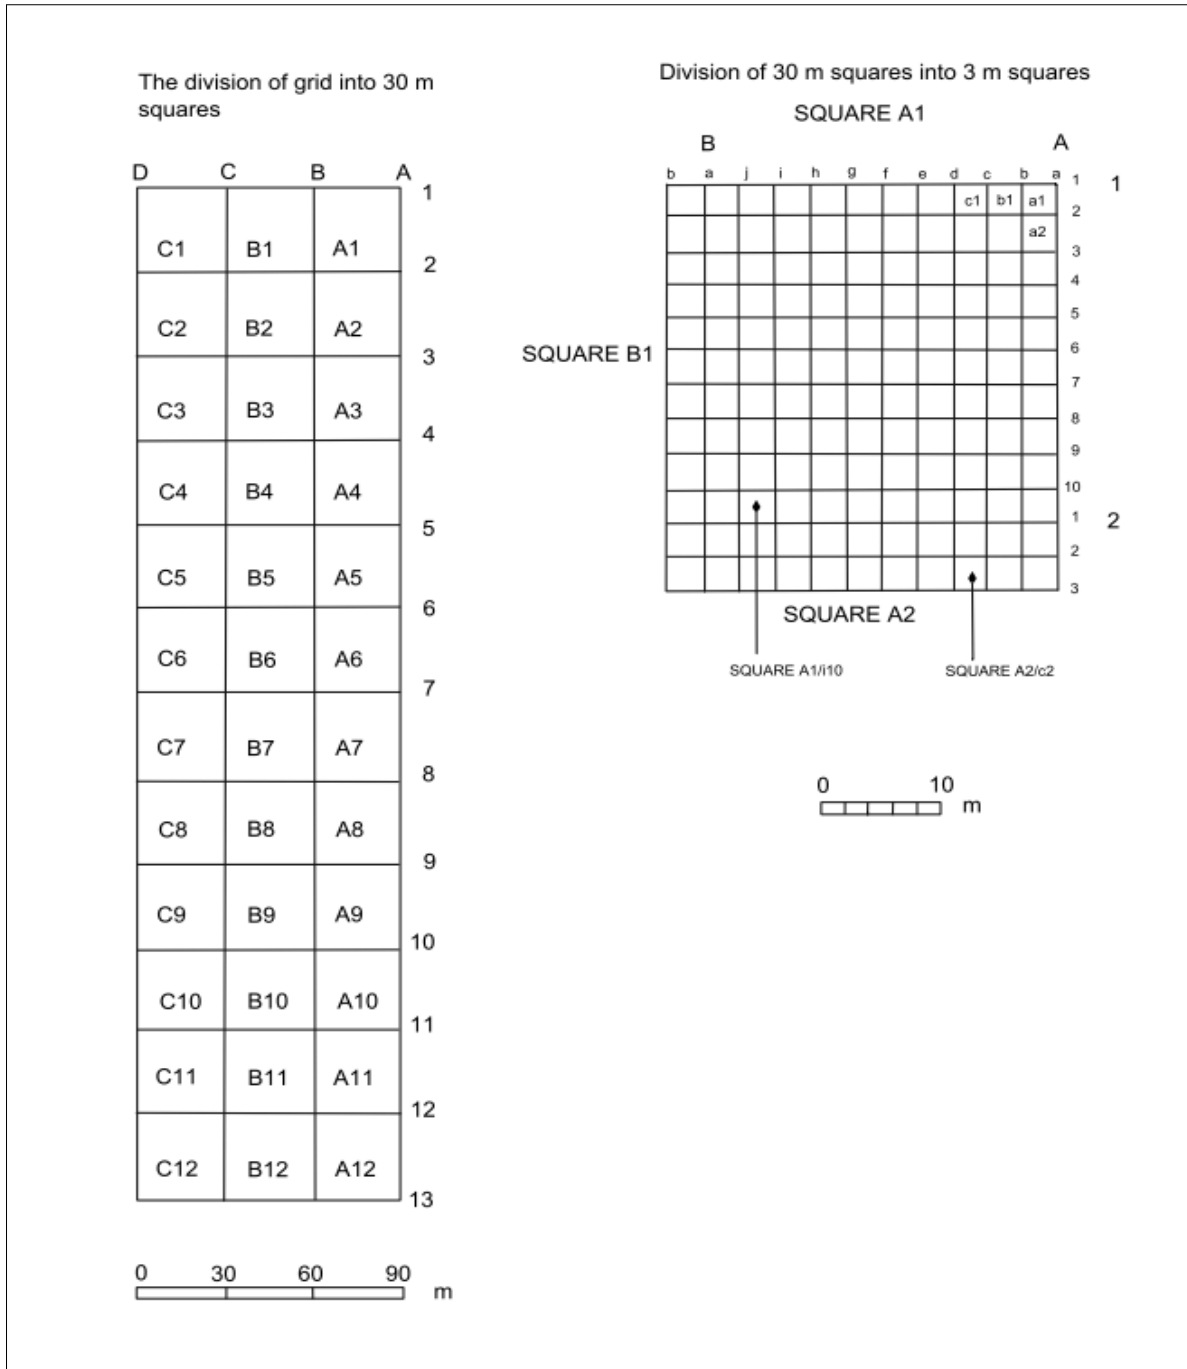 The division of grid into 30 m
squares
D C B A
1
C1 B1 A1
2
C2 B2 A2
3
C3 B3 A3
4
C4 B4 A4
5
C5 B5 A5
6
C6 B6 A6
7
C7 B7 A7
8
C8 B8 A8
9
C9 B9 A9
10
C10 B10 A10
11
C11 B11 A11
12
C12 B12 A12
13
0 30 60 90
m
Division of 30 m squares into 3 m squares
SQUARE A1
B A
b a j i h g f e d c b a
1 1
c1 b1 a1
2
a2
3
4
5
6
SQUARE B1
7
8
9
10
1 2
2
3
SQUARE A2
SQUARE A1/i10 SQUARE A2/c2
0 10
m